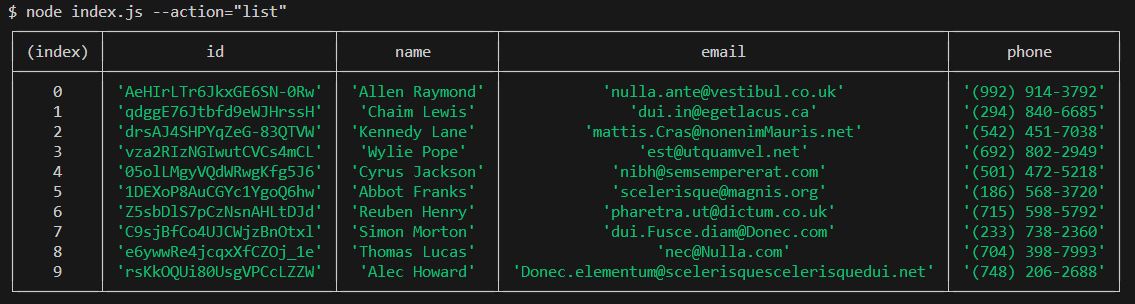 $ node index.js --action="list"
(index) id name email phone
0 'AeHIrLTr6JkxGE6SN-0Rw' 'Allen Raymond' 'nulla.ante@vestibul.co.uk' '(992) 914-3792'
1 'qdggE76Jtbfd9eWJHrssH' 'Chaim Lewis' 'dui.in@egetlacus.ca' '(294) 840-6685'
2 'drsAJ4SHPYqZeG-83QTVW' 'Kennedy Lane' 'mattis.Cras@nonenimMauris.net' '(542) 451-7038'
3 'vza2RIzNGIwutCVCs4mCL' 'Wylie Pope' 'est@utquamvel.net' '(692) 802-2949'
4 '05olLMgyVQdWRwgKfg5J6' 'Cyrus Jackson' 'nibh@semsempererat.com' '(501) 472-5218'
5 '1DEXoP8AuCGYc1YgoQ6hw' 'Abbot Franks' 'scelerisque@magnis.org' '(186) 568-3720'
6 'Z5sbDlS7pCzNsnAHLtDJd' 'Reuben Henry' 'pharetra.ut@dictum.co.uk' '(715) 598-5792'
7 'C9sjBfCo4UJCWjzBnOtxl' 'Simon Morton' 'dui.Fusce.diam@Donec.com' '(233) 738-2360'
8 'e6ywwRe4jcqxXfCZOj_1e' 'Thomas Lucas' 'nec@Nulla.com' '(704) 398-7993'
9 'rsKkOQUi80UsgVPCcLZZW' 'Alec Howard' 'Donec.elementum@scelerisquescelerisquedui.net' '(748) 206-2688'